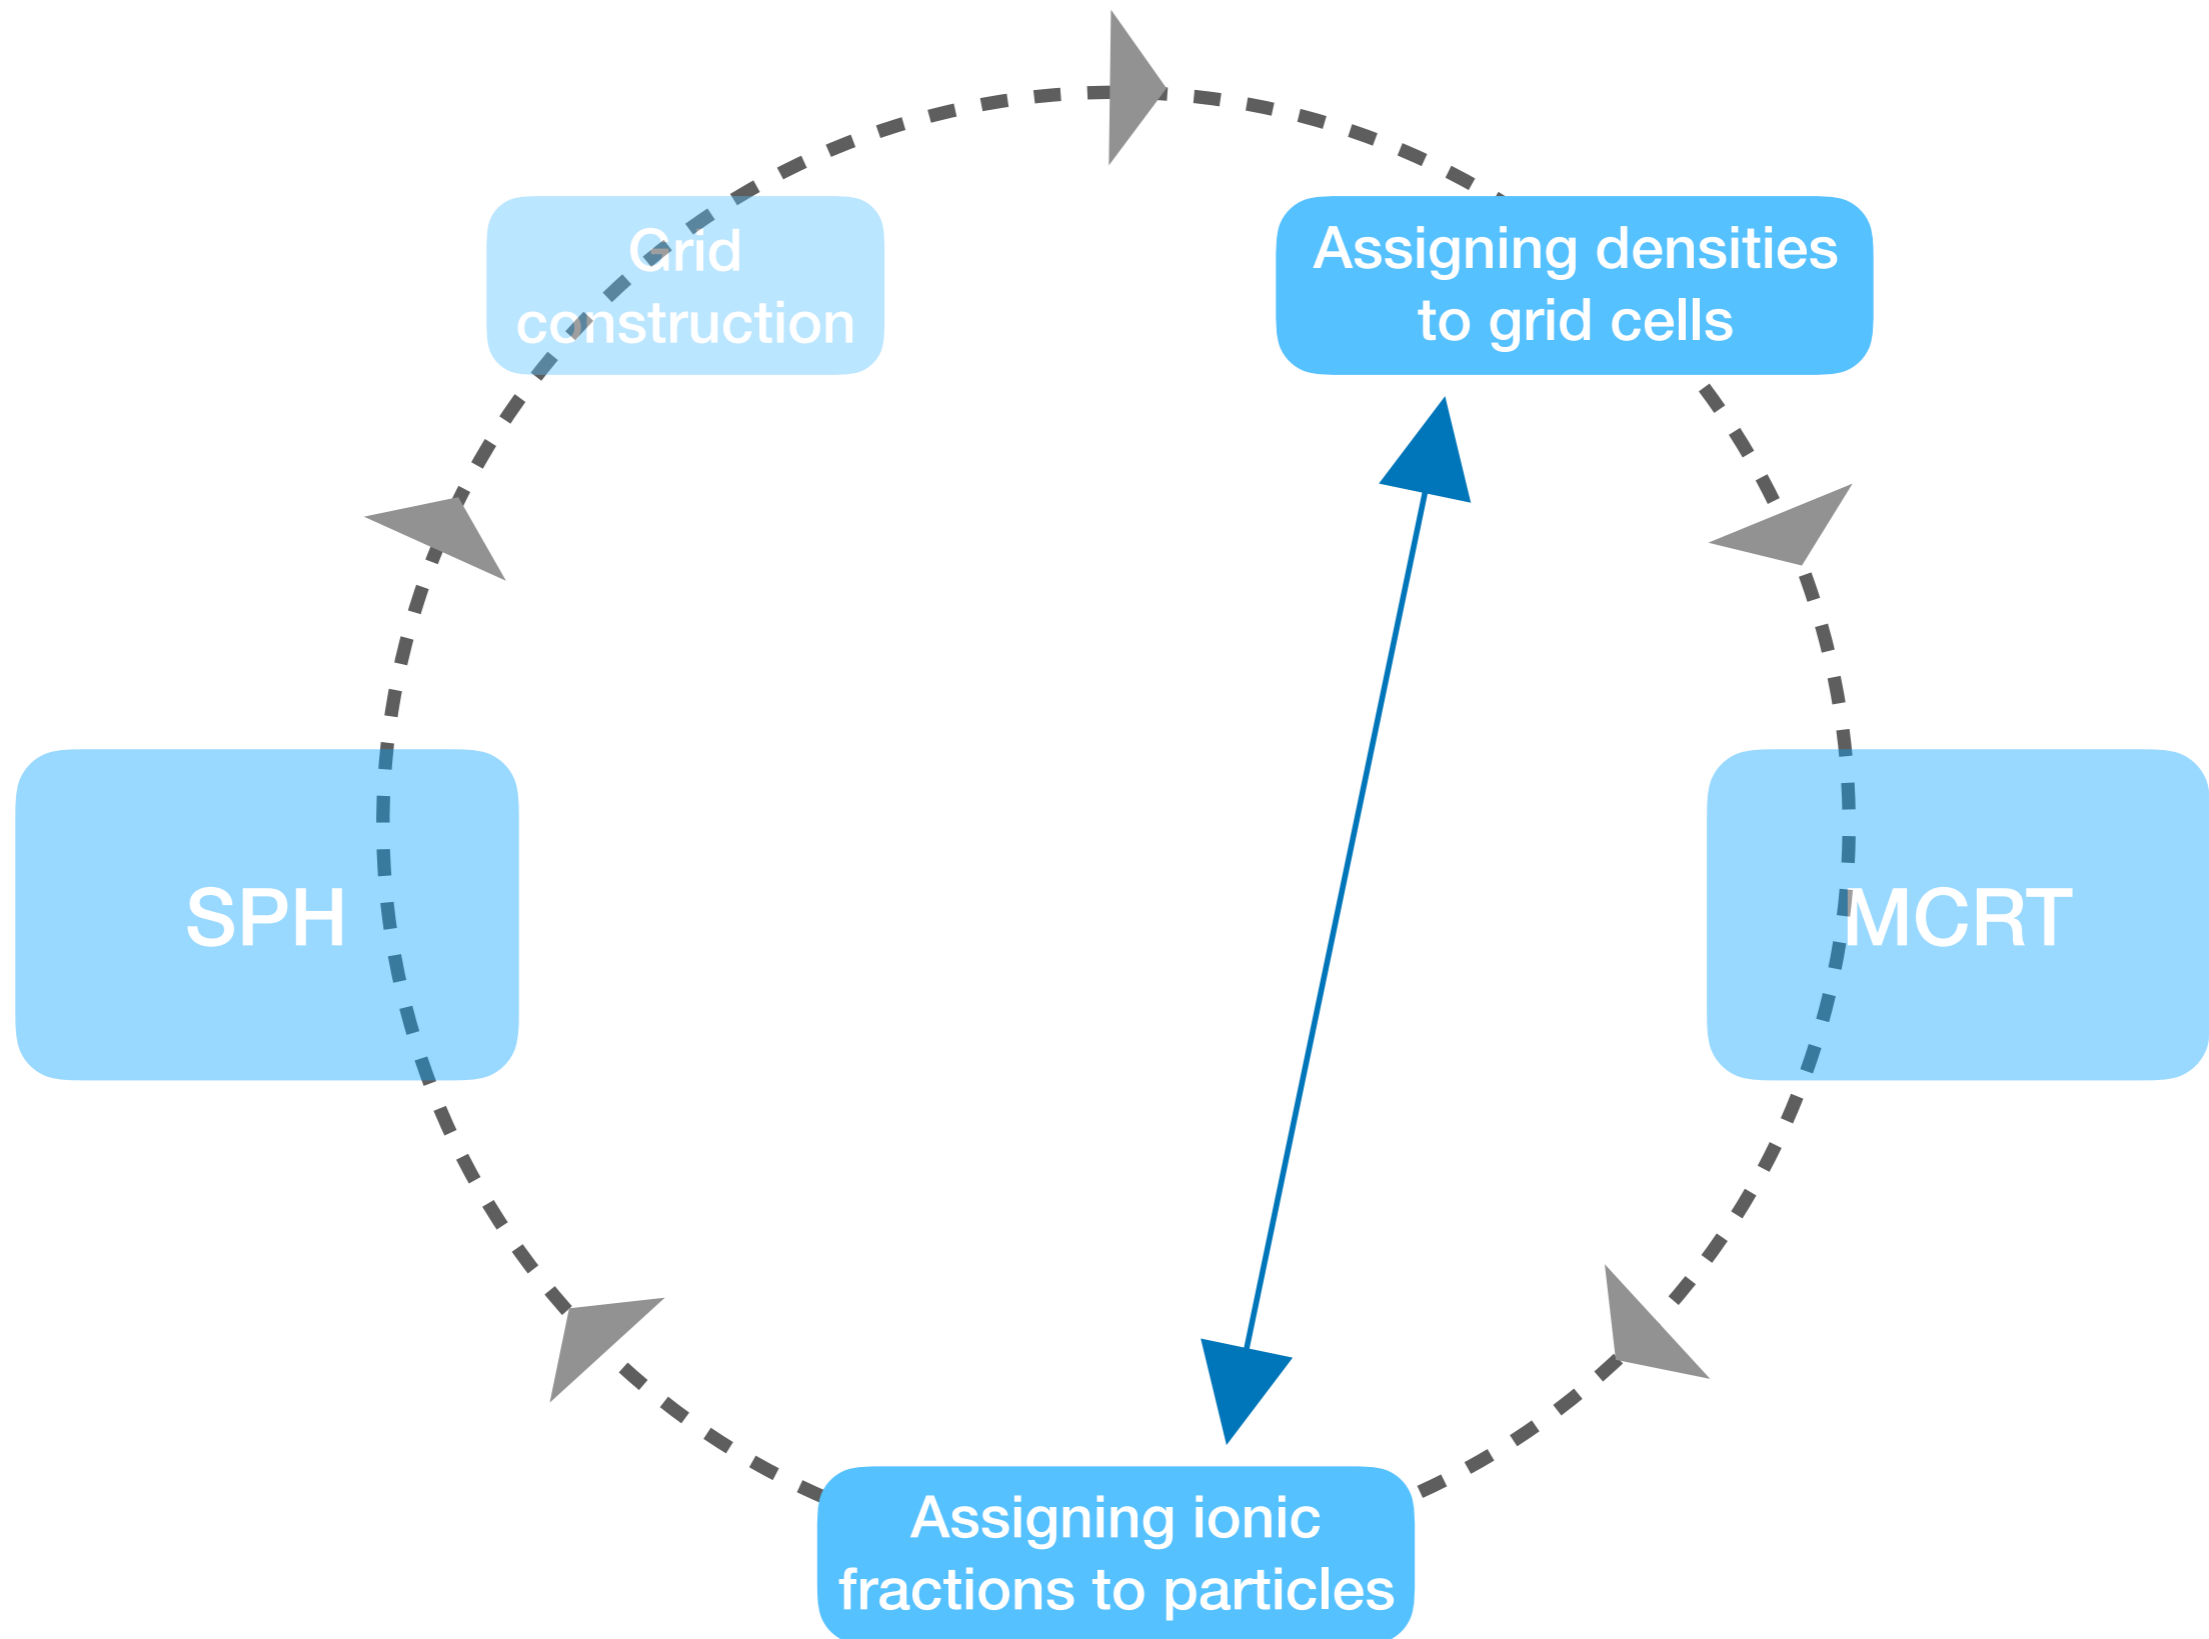 Grid
construction
Assigning densities
to grid cells
SPH
MCRT
Assigning ionic
fractions to particles